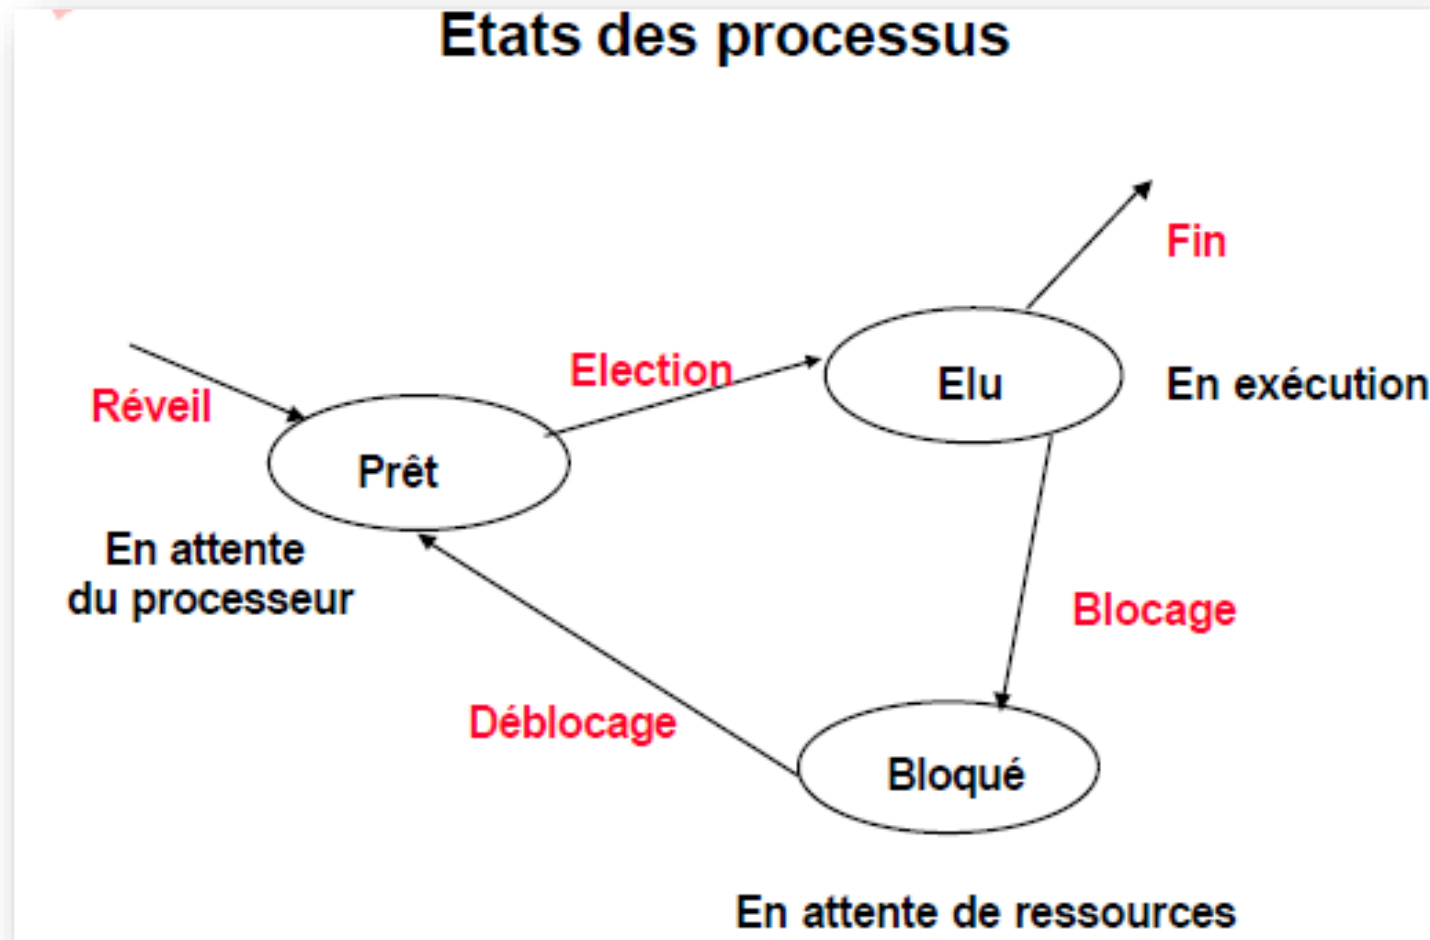 Etats des processus
Fin
Election
Elu
En exécution
Réveil
Prêt
En attente
du processeur
Blocage
Déblocage
Bloqué
En attente de ressources